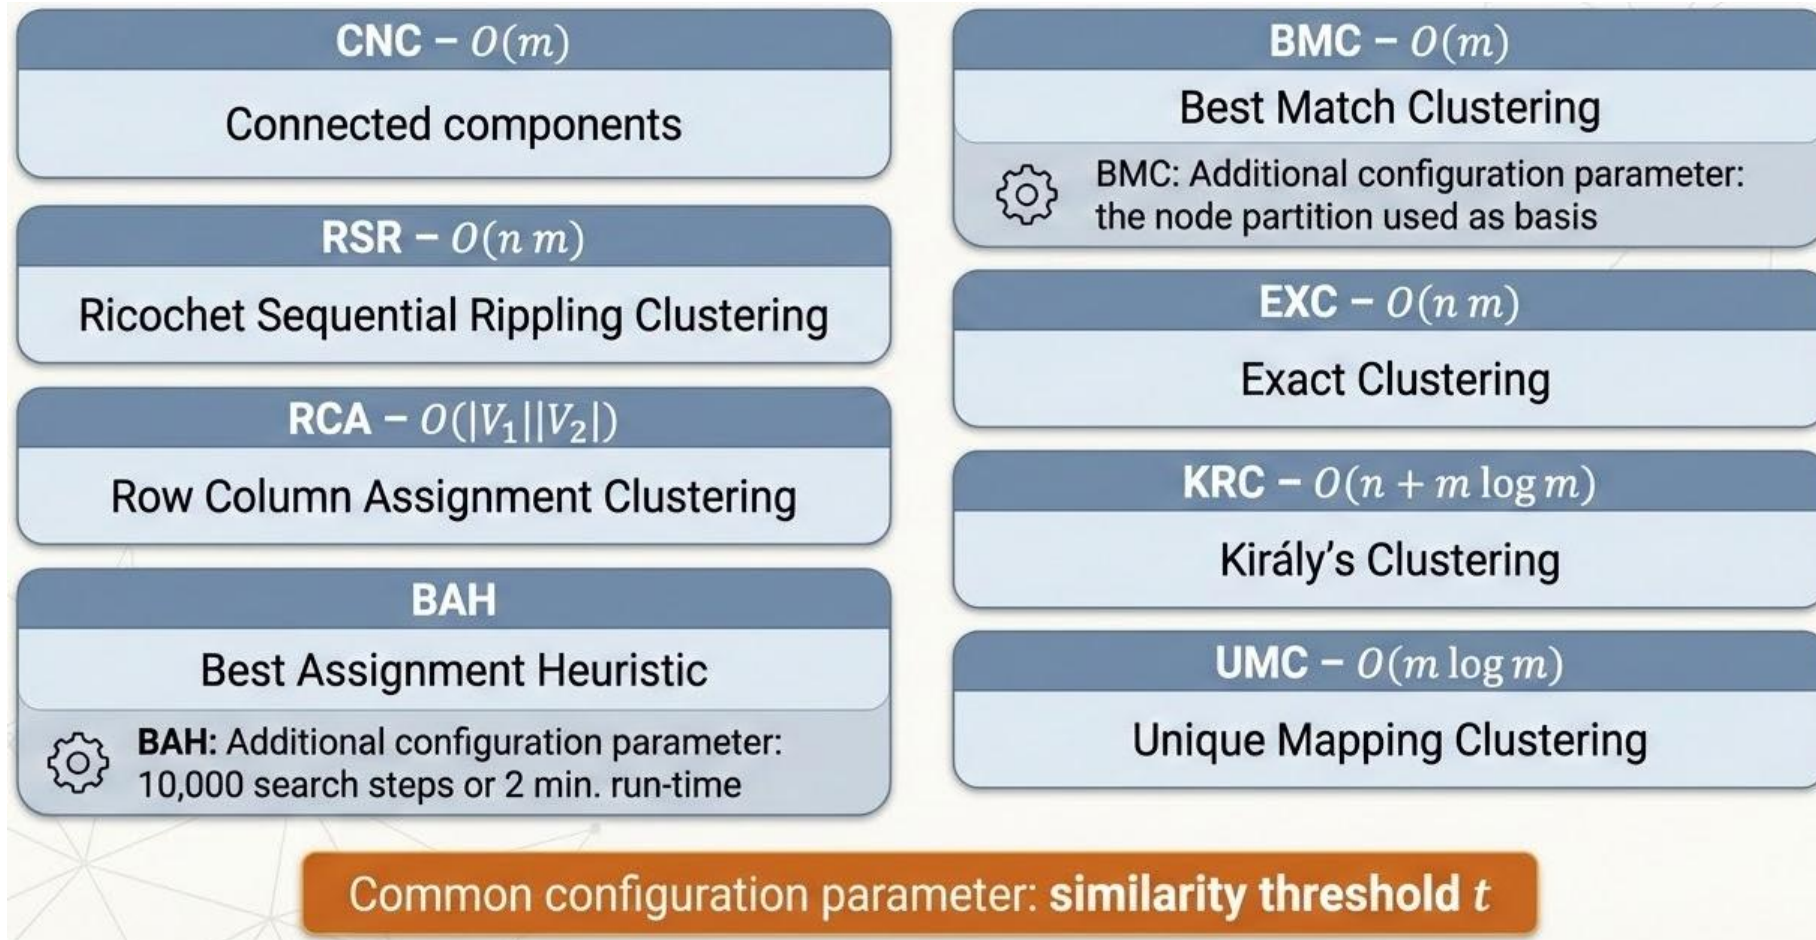 CNC – O(m)
Connected components
RSR – O(n m)
Ricochet Sequential Rippling Clustering
RCA – O(|V₁||V₂|)
Row Column Assignment Clustering
BAH
Best Assignment Heuristic
BAH: Additional configuration parameter:
10,000 search steps or 2 min. run-time
BMC – O(m)
Best Match Clustering
BMC: Additional configuration parameter:
the node partition used as basis
EXC – O(n m)
Exact Clustering
KRC – O(n + m log m)
Király’s Clustering
UMC – O(m log m)
Unique Mapping Clustering
Common configuration parameter: similarity threshold t